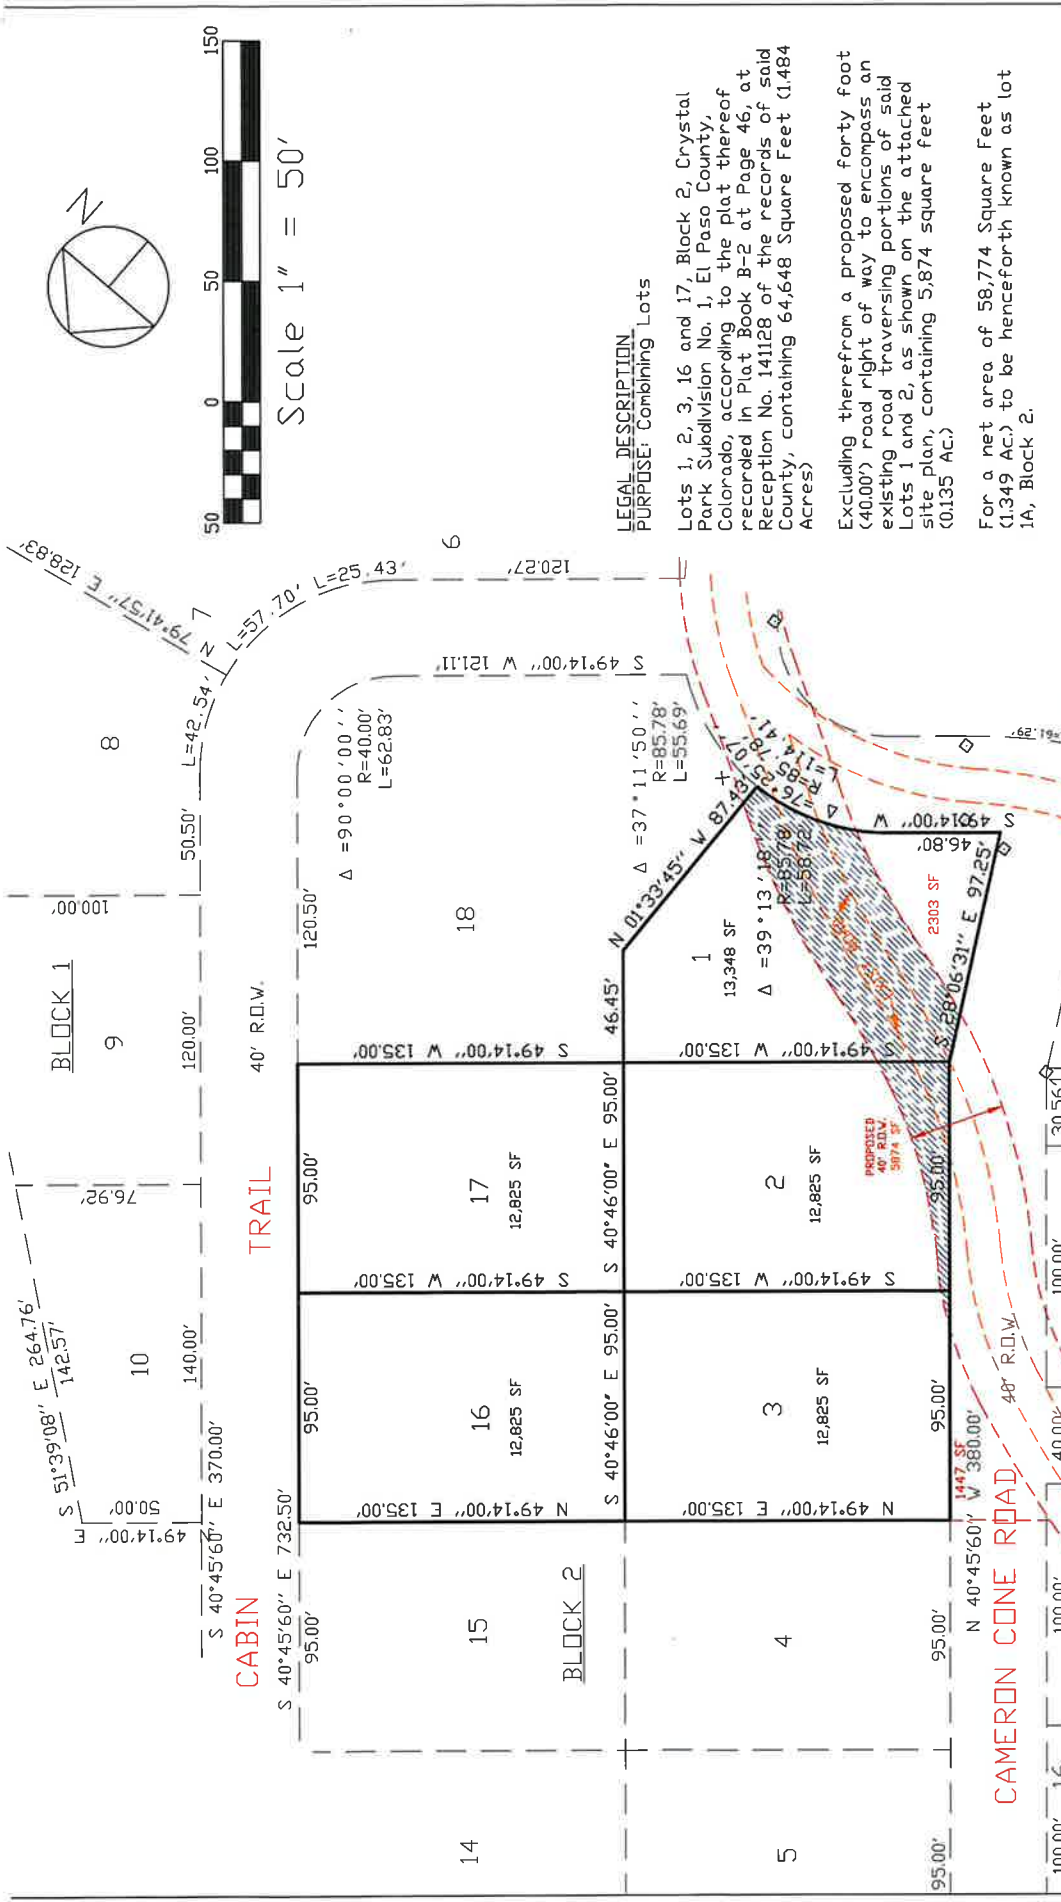 150
100
50
0
50
N
Scale 1" = 50'
LEGAL DESCRIPTION
PURPOSE: Combining Lots
Lots 1, 2, 3, 16 and 17, Block 2, Crystal
Park Subdivision No. 1, El Paso County,
Colorado, according to the plat thereof
recorded in Plat Book B-2 at Page 46, at
Reception No. 141128 of the records of said
County, containing 64,648 Square Feet (1.484
Acres)
Excluding therefrom a proposed forty foot
(40.00') road right of way to encompass an
existing road traversing portions of said
Lots 1 and 2, as shown on the attached
site plan, containing 5,874 square feet
(0.135 Ac.)
For a net area of 58,774 Square Feet
(1.349 Ac.) to be henceforth known as lot
1A, Block 2.
BLOCK 1
10
9
8
7
6
S 51°39'08" E 264.76'
142.57'
50.00'
49°14'00" E
76.92'
100.00'
N 79°41'57" E 128.83'
S 40°45'60" E 370.00'
140.00'
120.00'
50.50'
L=42.54'
L=57.70'
L=25.43'
120.27'
CABIN
TRAIL
40' R.O.W.
S 40°45'60" E 732.50'
95.00'
95.00'
95.00'
120.50'
Δ =90°00'00''
R=40.00'
L=62.83'
S 49°14'00" W 121.11'
Δ =37°11'50''
R=85.78'
L=55.69'
14
15
16
12,825 SF
17
12,825 SF
18
N 49°14'00" E 135.00'
S 49°14'00" W 135.00'
S 49°14'00" W 135.00'
BLOCK 2
S 40°46'00" E 95.00'
S 40°46'00" E 95.00'
46.45'
N 01°33'45" W 87.43'
5
4
3
12,825 SF
2
12,825 SF
1
13,348 SF
N 49°14'00" E 135.00'
S 49°14'00" W 135.00'
S 49°14'00" W 135.00'
Δ =39°13'18''
R=85.78'
L=58.72'
Δ =76°25'07''
R=85.78'
L=114.41'
S 49°14'00" W
46.80'
2303 SF
S 28°06'31" E 97.25'
PROPOSED
40' R.O.W.
5874 SF
95.00'
95.00'
95.00'
95.00'
1447 SF
N 40°45'60" W 380.00'
CAMERON CONE ROAD
40' R.O.W.
100.00'
16
100.00'
40.00'
100.00'